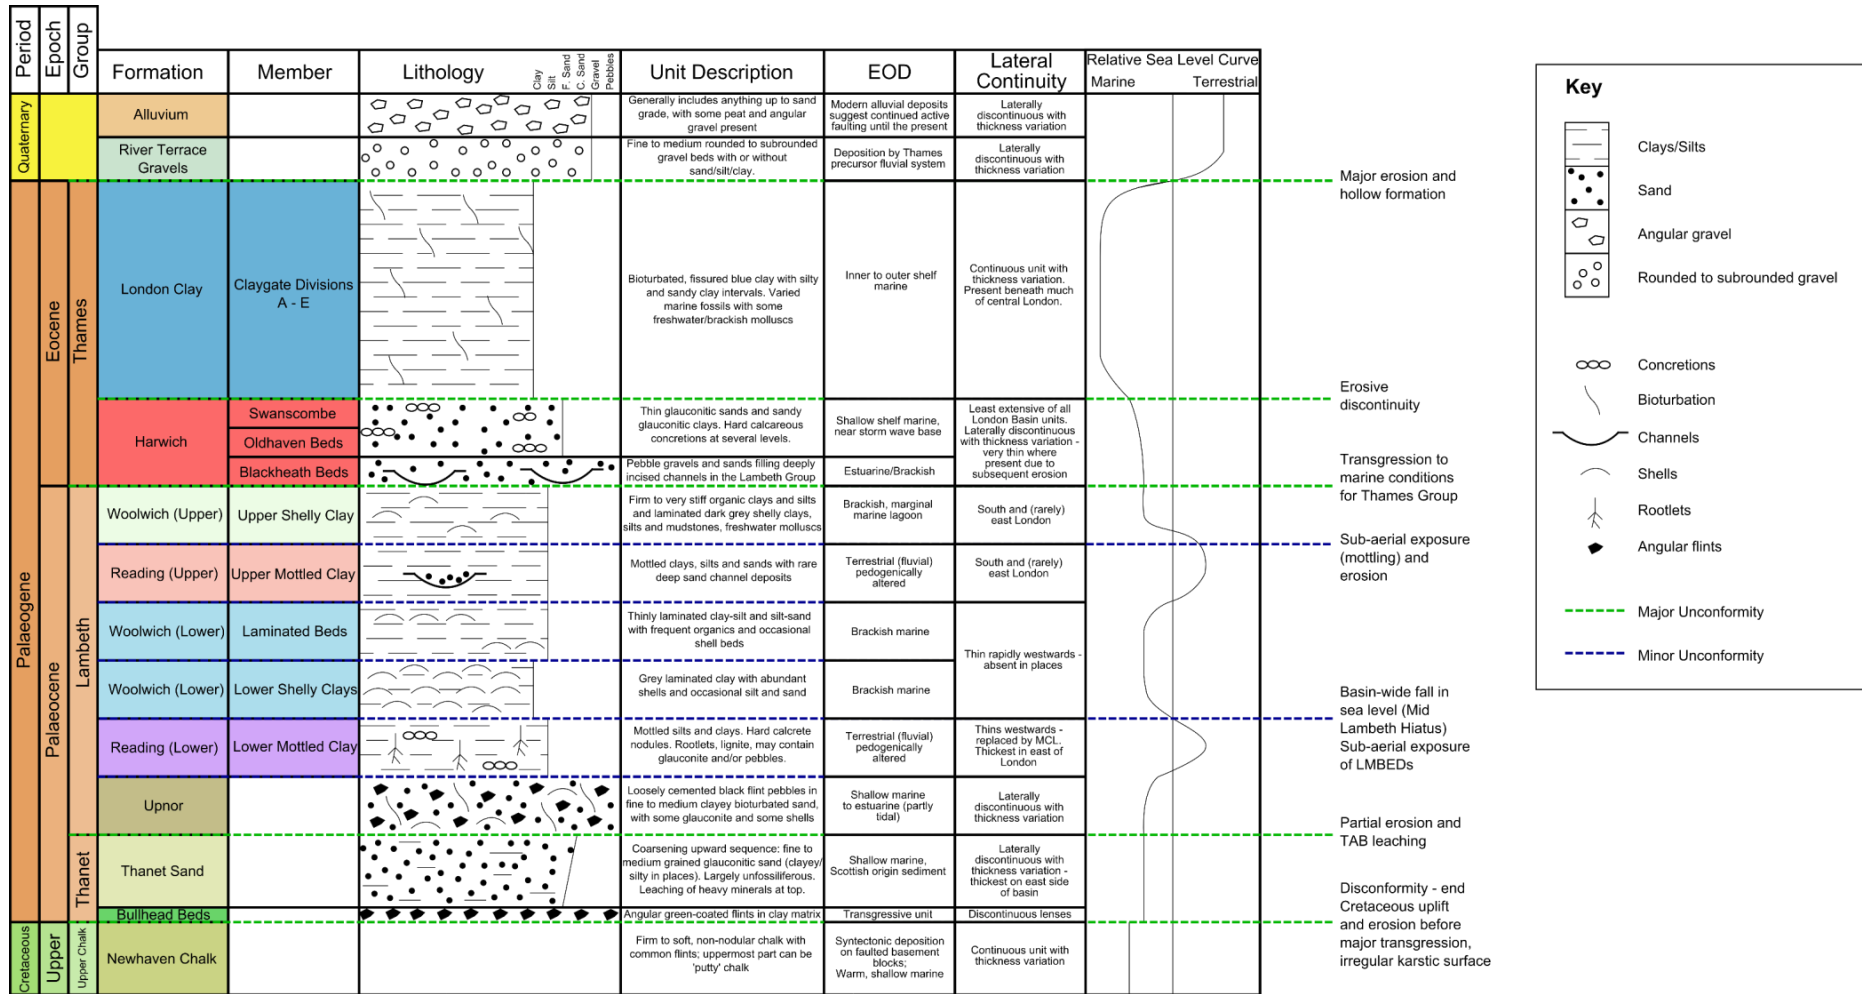 Period
Epoch
Group
Formation
Member
Lithology
Clay
Silt
F. Sand
C. Sand
Gravel
Pebbles
Unit Description
EOD
Lateral
Continuity
Relative Sea Level Curve
Marine
Terrestrial
Quaternary
Alluvium
Generally includes anything up to sand
grade, with some peat and angular
gravel present
Modern alluvial deposits
suggest continued active
faulting until the present
Laterally
discontinuous with
thickness variation
River Terrace
Gravels
Fine to medium rounded to subrounded
gravel beds with or without
sand/silt/clay.
Deposition by Thames
precursor fluvial system
Laterally
discontinuous with
thickness variation
Major erosion and
hollow formation
Palaeogene
Eocene
Thames
London Clay
Claygate Divisions
A - E
Bioturbated, fissured blue clay with silty
and sandy clay intervals. Varied
marine fossils with some
freshwater/brackish molluscs
Inner to outer shelf
marine
Continuous unit with
thickness variation.
Present beneath much
of central London.
Erosive
discontinuity
Harwich
Swanscombe
Oldhaven Beds
Thin glauconitic sands and sandy
glauconitic clays. Hard calcareous
concretions at several levels.
Shallow shelf marine,
near storm wave base
Least extensive of all
London Basin units.
Laterally discontinuous
with thickness variation -
very thin where
present due to
subsequent erosion
Blackheath Beds
Pebble gravels and sands filling deeply
incised channels in the Lambeth Group
Estuarine/Brackish
Transgression to
marine conditions
for Thames Group
Palaeocene
Lambeth
Woolwich (Upper)
Upper Shelly Clay
Firm to very stiff organic clays and silts
and laminated dark grey shelly clays,
silts and mudstones, freshwater molluscs
Brackish, marginal
marine lagoon
South and (rarely)
east London
Sub-aerial exposure
(mottling) and
erosion
Reading (Upper)
Upper Mottled Clay
Mottled clays, silts and sands with rare
deep sand channel deposits
Terrestrial (fluvial)
pedogenically
altered
South and (rarely)
east London
Woolwich (Lower)
Laminated Beds
Thinly laminated clay-silt and silt-sand
with frequent organics and occasional
shell beds
Brackish marine
Thin rapidly westwards -
absent in places
Woolwich (Lower)
Lower Shelly Clays
Grey laminated clay with abundant
shells and occasional silt and sand
Brackish marine
Basin-wide fall in
sea level (Mid
Lambeth Hiatus)
Sub-aerial exposure
of LMBEDs
Reading (Lower)
Lower Mottled Clay
Mottled silts and clays. Hard calcrete
nodules. Rootlets, lignite, may contain
glauconite and/or pebbles.
Terrestrial (fluvial)
pedogenically
altered
Thins westwards -
replaced by MCL.
Thickest in east of
London
Upnor
Loosely cemented black flint pebbles in
fine to medium clayey bioturbated sand,
with some glauconite and some shells
Shallow marine
to estuarine (partly
tidal)
Laterally
discontinuous with
thickness variation
Partial erosion and
TAB leaching
Thanet
Thanet Sand
Coarsening upward sequence: fine to
medium grained glauconitic sand (clayey/
silty in places). Largely unfossiliferous.
Leaching of heavy minerals at top.
Shallow marine,
Scottish origin sediment
Laterally
discontinuous with
thickness variation -
thickest on east side
of basin
Bullhead Beds
Angular green-coated flints in clay matrix
Transgressive unit
Discontinuous lenses
Disconformity - end
Cretaceous uplift
and erosion before
major transgression,
irregular karstic surface
Cretaceous
Upper
Upper Chalk
Newhaven Chalk
Firm to soft, non-nodular chalk with
common flints; uppermost part can be
'putty' chalk
Syntectonic deposition
on faulted basement
blocks;
Warm, shallow marine
Continuous unit with
thickness variation
Key
Clays/Silts
Sand
Angular gravel
Rounded to subrounded gravel
Concretions
Bioturbation
Channels
Shells
Rootlets
Angular flints
Major Unconformity
Minor Unconformity